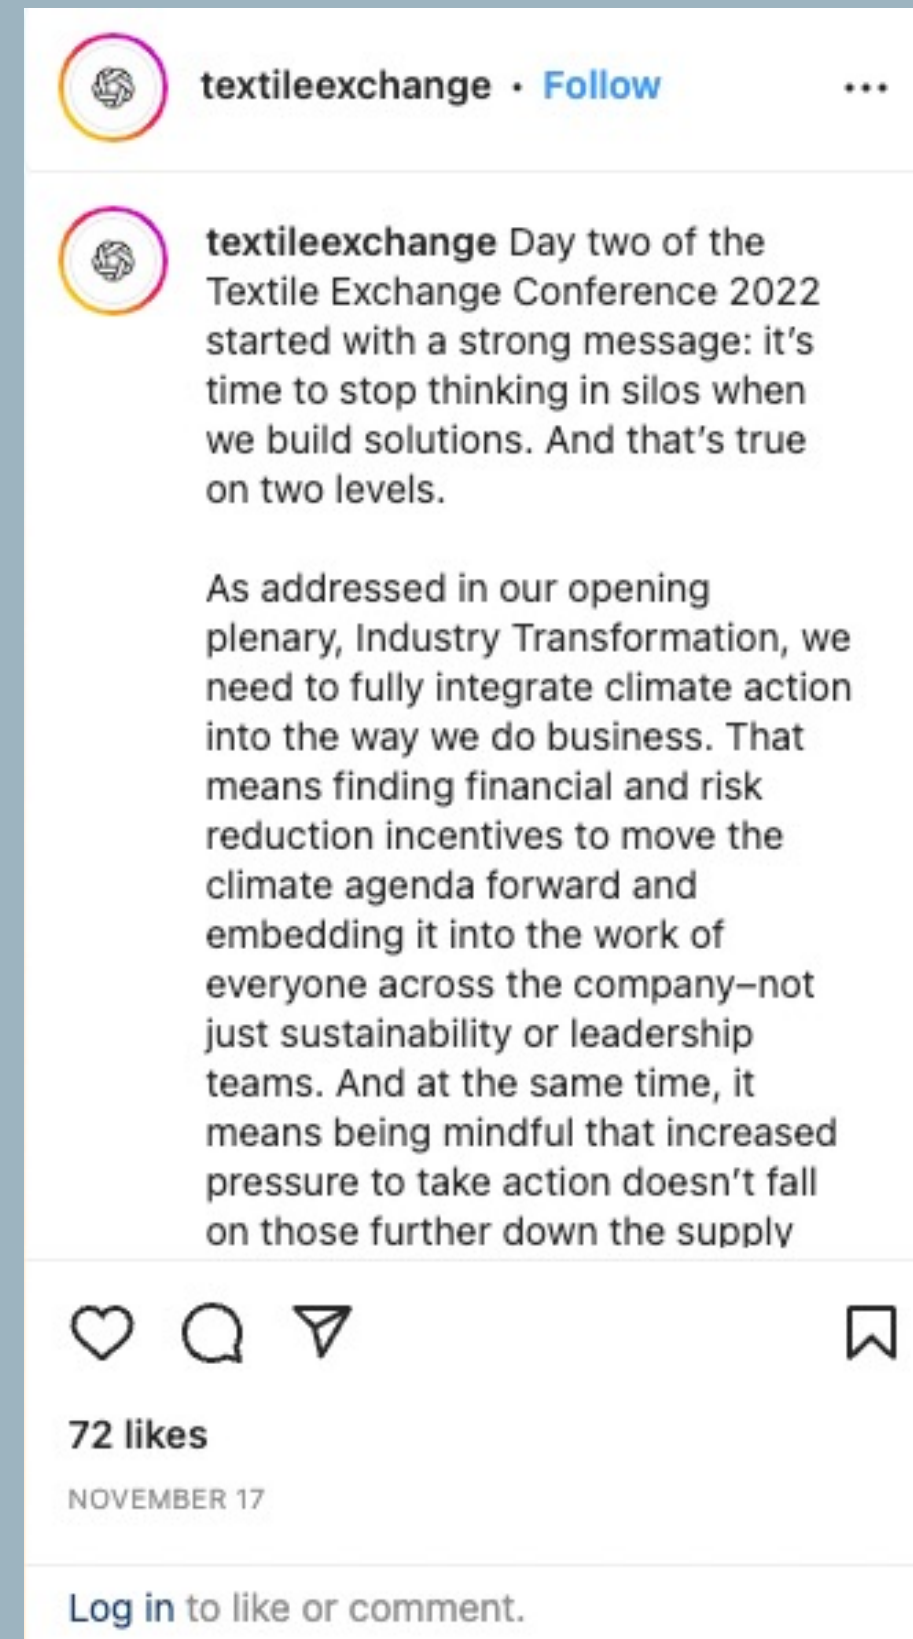 textileexchange • Follow
textileexchange Day two of the
Textile Exchange Conference 2022
started with a strong message: it’s
time to stop thinking in silos when
we build solutions. And that’s true
on two levels.
As addressed in our opening
plenary, Industry Transformation, we
need to fully integrate climate action
into the way we do business. That
means finding financial and risk
reduction incentives to move the
climate agenda forward and
embedding it into the work of
everyone across the company–not
just sustainability or leadership
teams. And at the same time, it
means being mindful that increased
pressure to take action doesn’t fall
on those further down the supply
72 likes
NOVEMBER 17
Log in to like or comment.